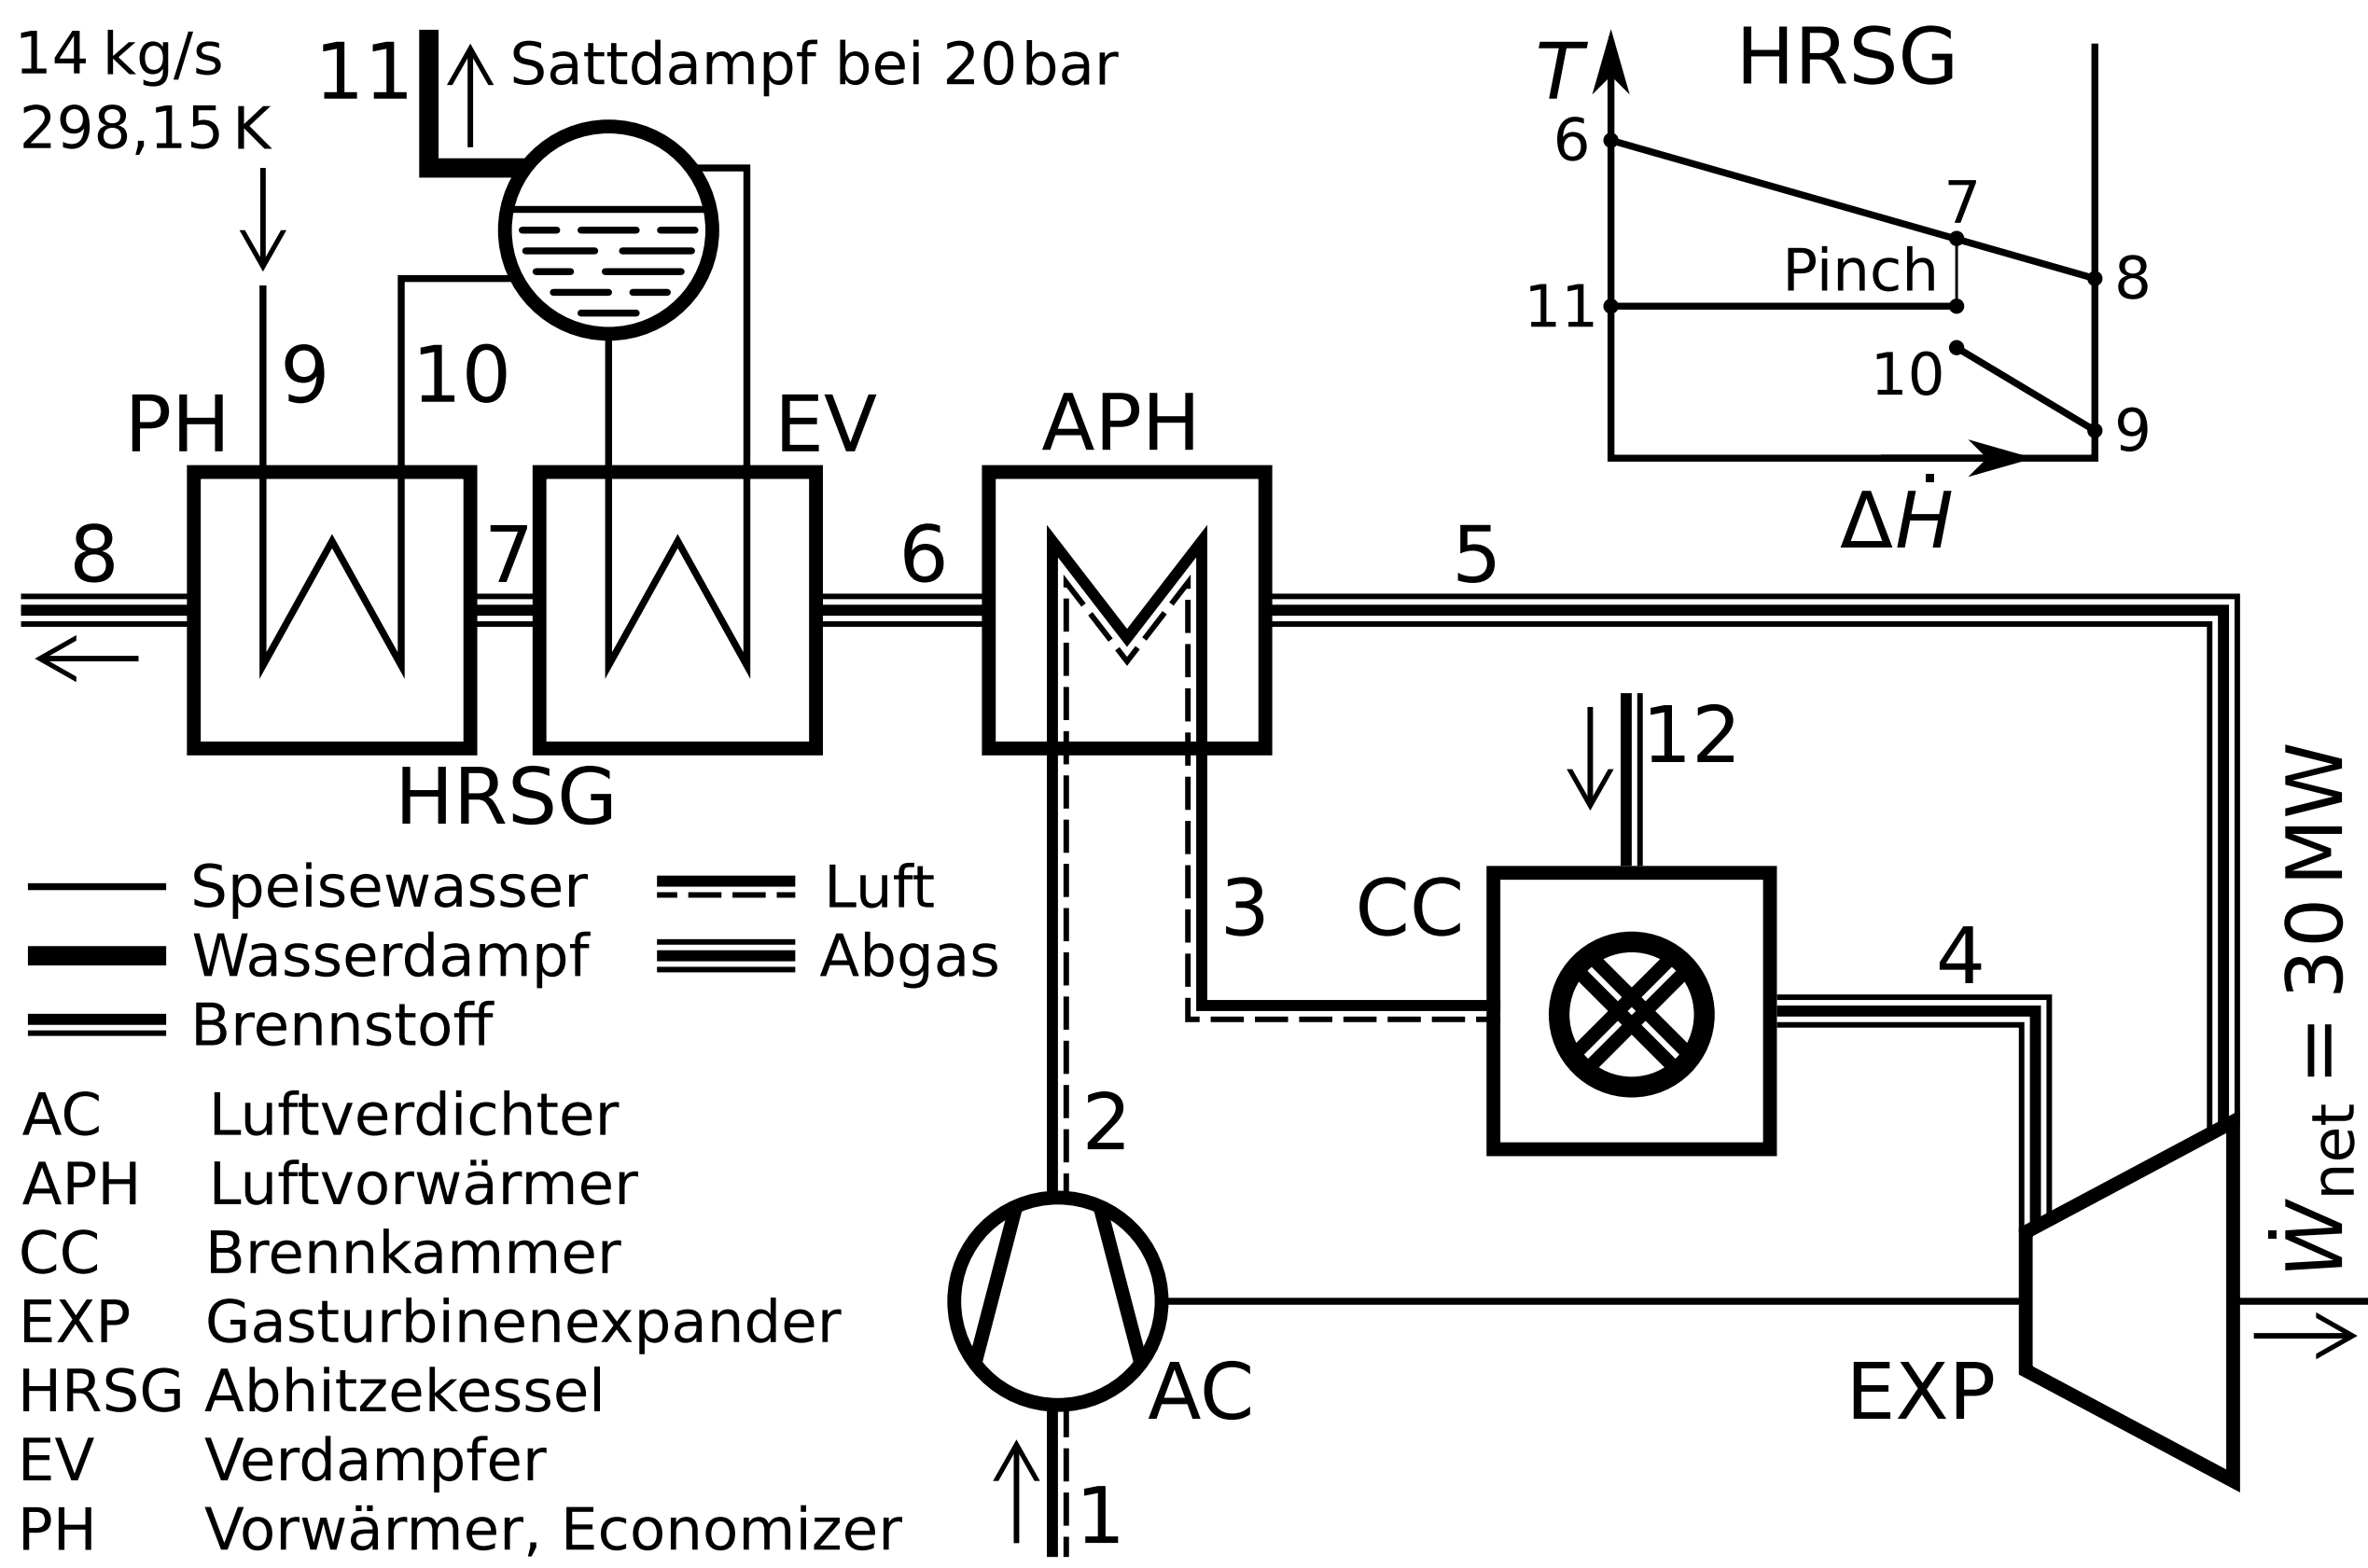 14 kg/s
298,15 K
11
Sattdampf bei 20 bar
T
HRSG
6
7
Pinch
8
11
10
9
ΔḢ
9
10
PH
EV
APH
8
7
6
5
HRSG
12
3
CC
4
Ẇnet = 30 MW
Speisewasser
Wasserdampf
Brennstoff
Luft
Abgas
2
AC Luftverdichter
APH Luftvorwärmer
CC Brennkammer
EXP Gasturbinenexpander
HRSG Abhitzekessel
EV Verdampfer
PH Vorwärmer, Economizer
AC
EXP
1